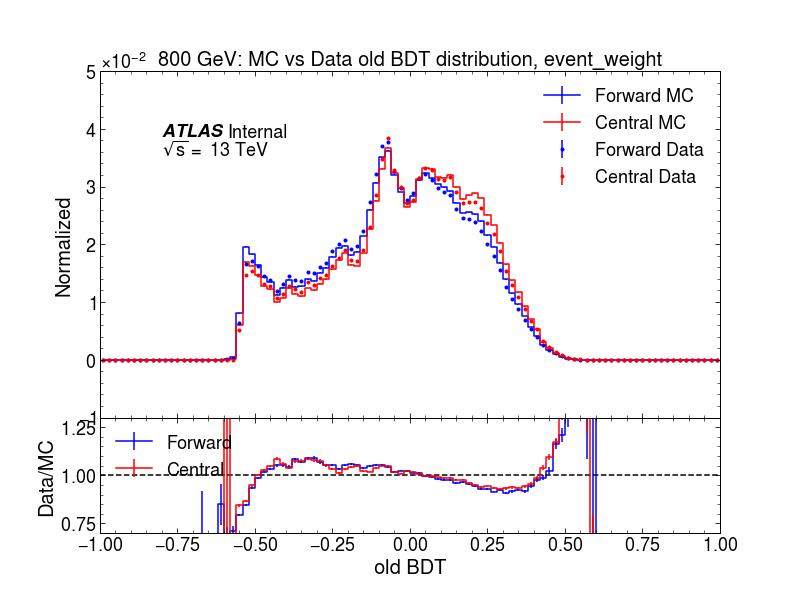 ×10⁻² 800 GeV: MC vs Data old BDT distribution, event_weight
5
4
3
2
1
0
−1
Normalized
ATLAS Internal
√s = 13 TeV
Forward MC
Central MC
Forward Data
Central Data
1.25
1.00
0.75
Data/MC
Forward
Central
−1.00 −0.75 −0.50 −0.25 0.00 0.25 0.50 0.75 1.00
old BDT